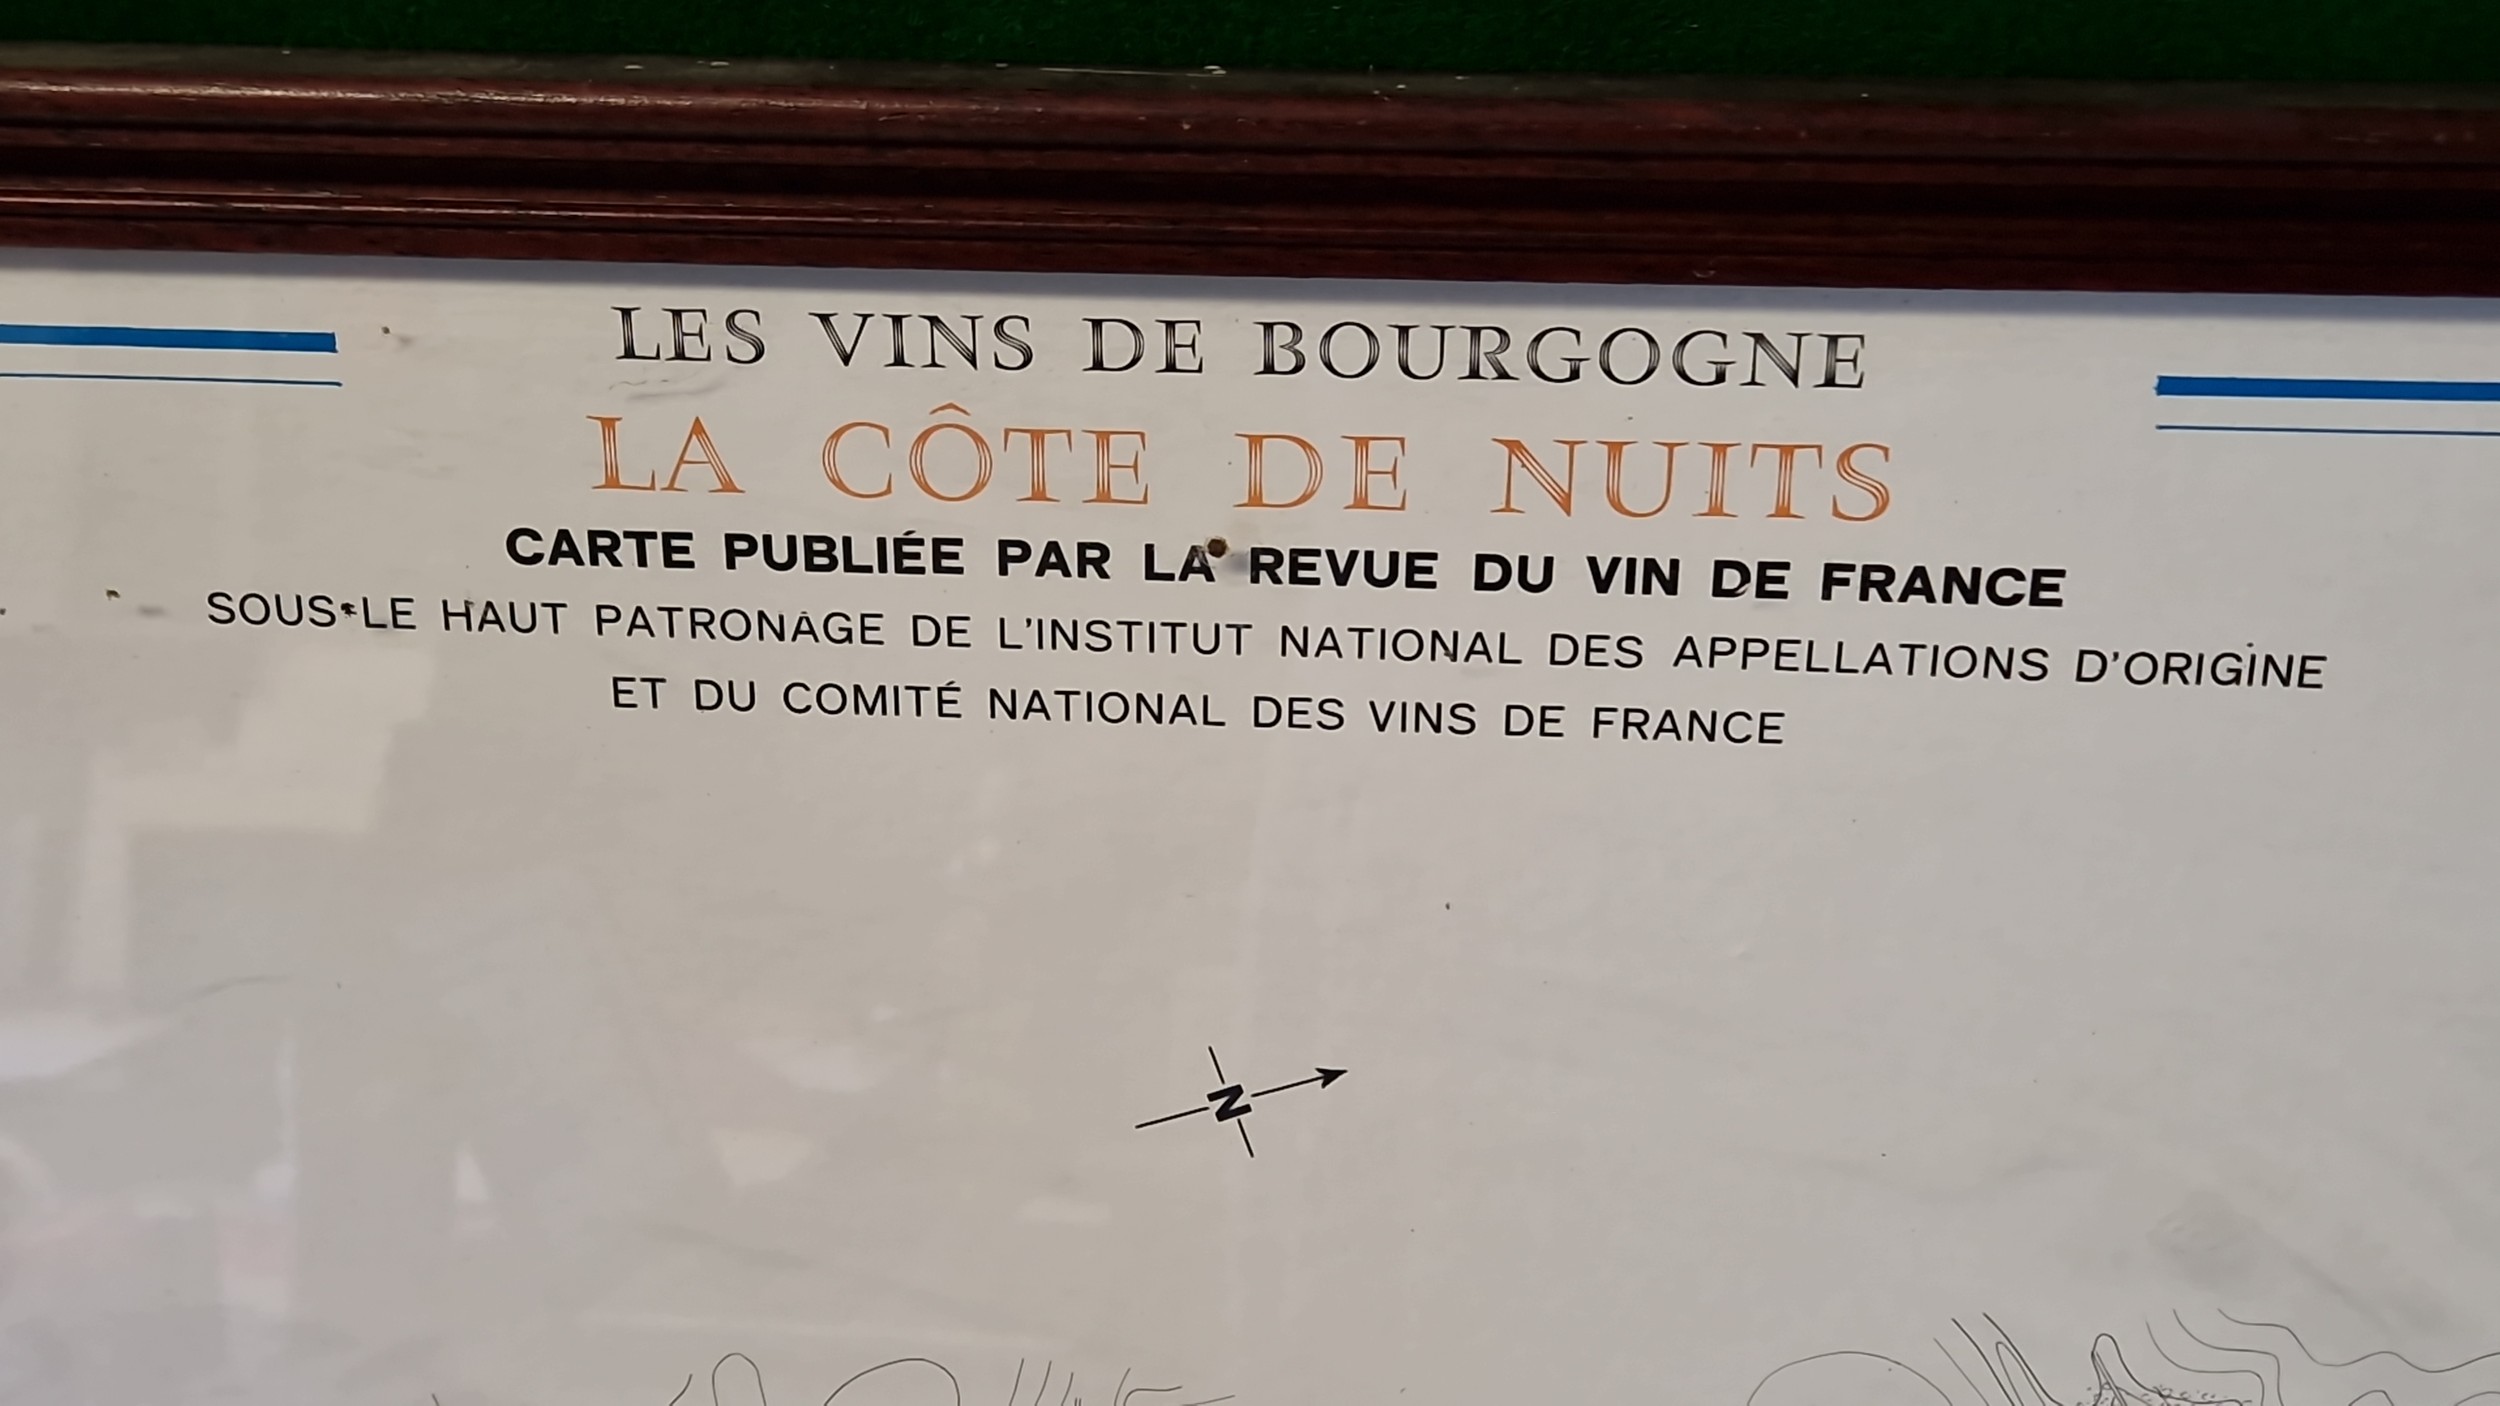 LES VINS DE BOURGOGNE
LA CÔTE DE NUITS
CARTE PUBLIÉE PAR LA REVUE DU VIN DE FRANCE
SOUS LE HAUT PATRONAGE DE L'INSTITUT NATIONAL DES APPELLATIONS D'ORIGINE
ET DU COMITÉ NATIONAL DES VINS DE FRANCE
N